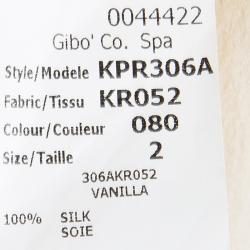 0044422
Gibo' Co. Spa
Style/Modele KPR306A
Fabric/Tissu KR052
Colour/Couleur 080
Size/Taille 2
306AKR052
VANILLA
100% SILK
SOIE